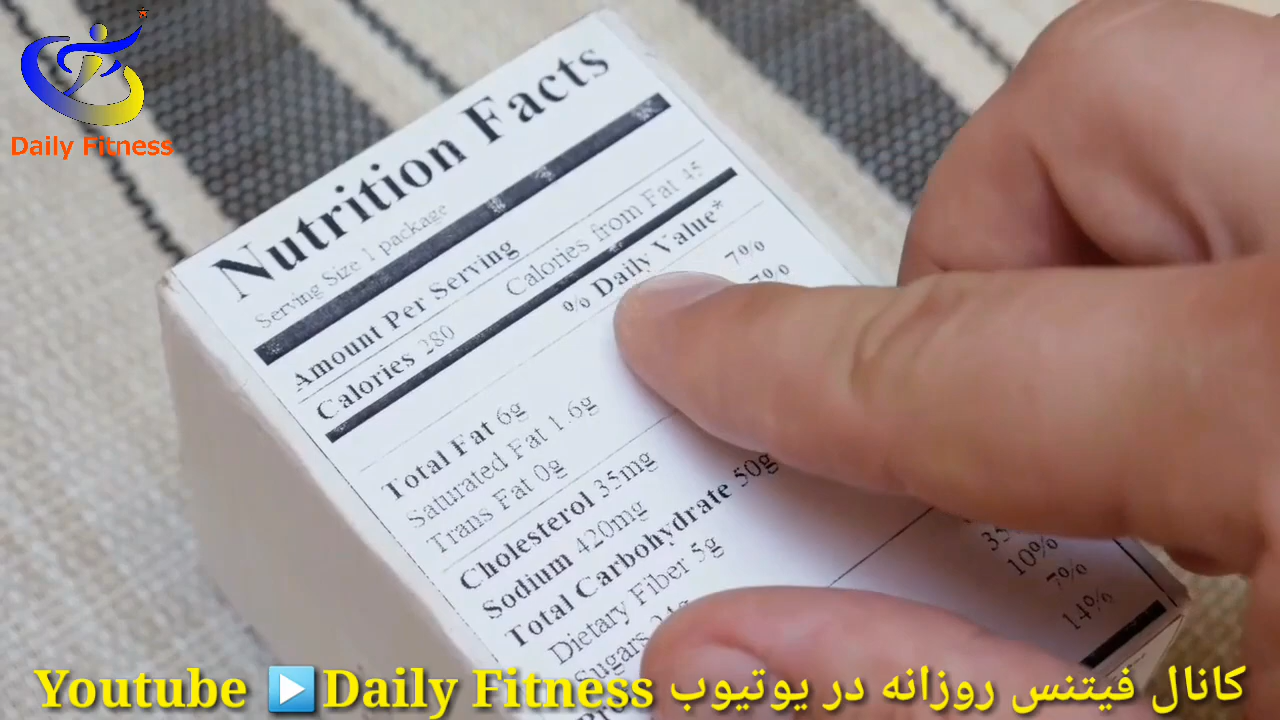 Daily Fitness
Nutrition Facts
Serving Size 1 package
Amount Per Serving
Calories 280 Calories from Fat 45
% Daily Value*
Total Fat 6g 7%
Saturated Fat 1.6g 7%
Trans Fat 0g
Cholesterol 35mg
Sodium 420mg
Total Carbohydrate 50g
Dietary Fiber 5g
Sugars
10%
7%
14%
Youtube ▶ Daily Fitness کانال فیتنس روزانه در یوتیوب